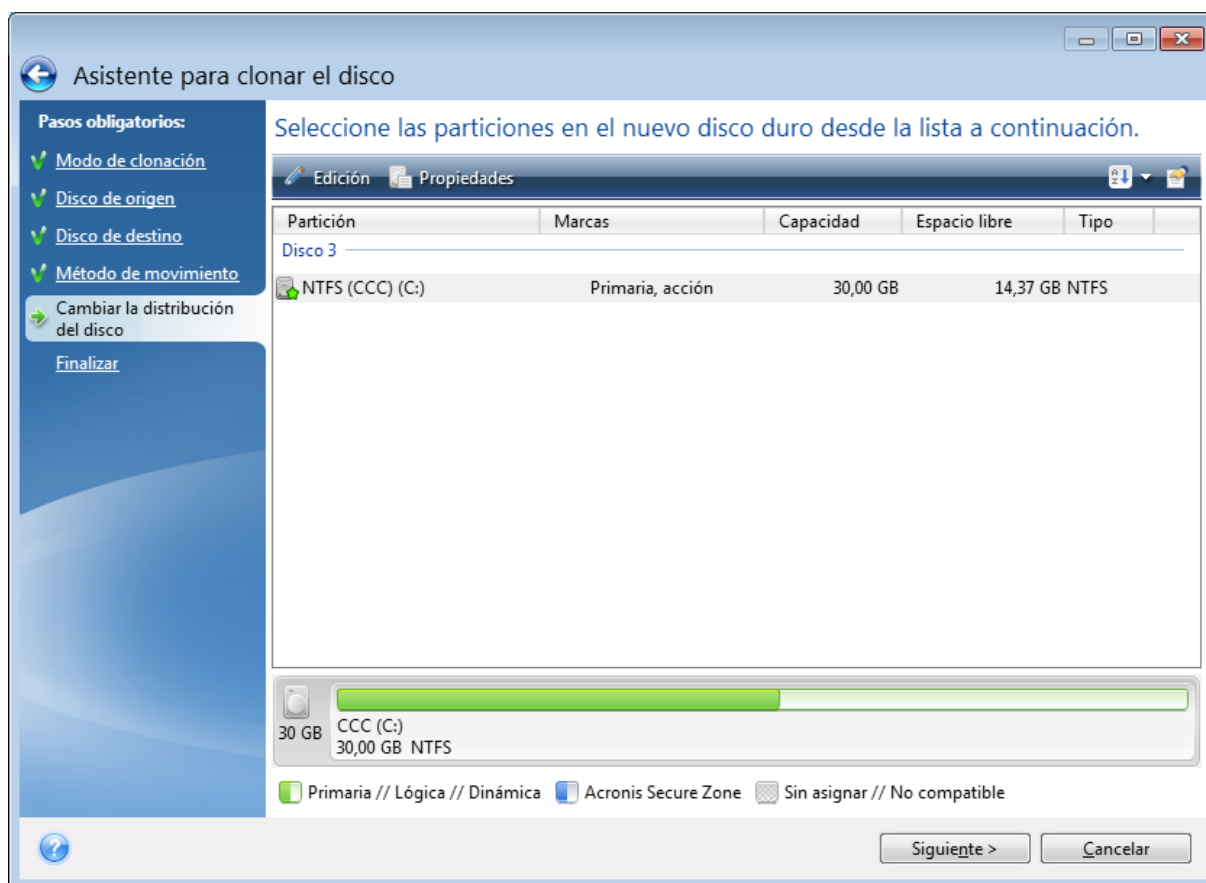 Asistente para clonar el disco
Pasos obligatorios:
Modo de clonación
Disco de origen
Disco de destino
Método de movimiento
Cambiar la distribución
del disco
Finalizar
Seleccione las particiones en el nuevo disco duro desde la lista a continuación.
Edición Propiedades
Partición Marcas Capacidad Espacio libre Tipo
Disco 3
NTFS (CCC) (C:) Primaria, acción 30,00 GB 14,37 GB NTFS
30 GB
CCC (C:)
30,00 GB NTFS
Primaria // Lógica // Dinámica Acronis Secure Zone Sin asignar // No compatible
Siguiente > Cancelar